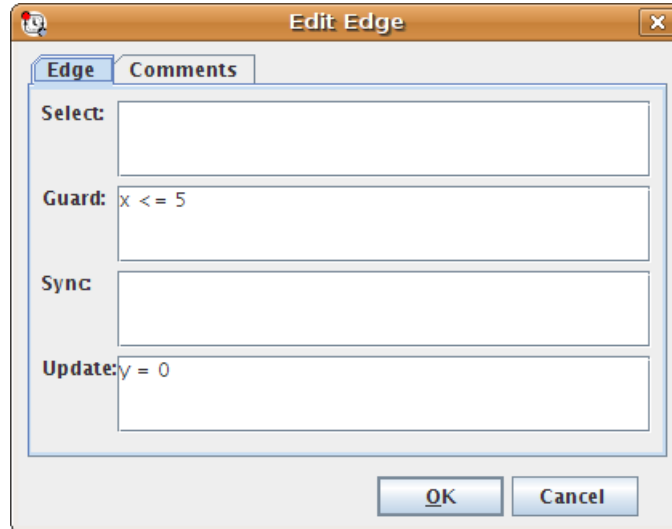 Edit Edge
Edge Comments
Select:
Guard: x <= 5
Sync:
Update: y = 0
OK Cancel